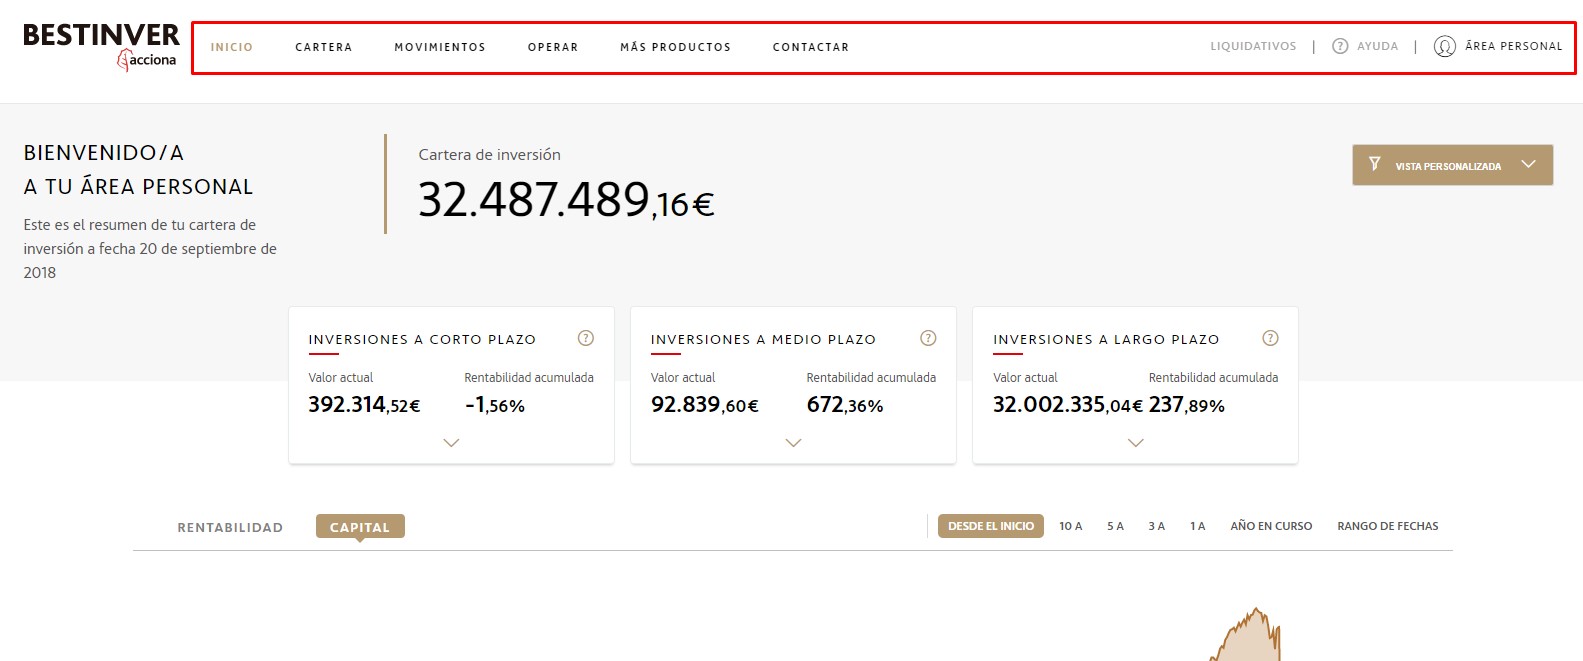 BESTINVER
acciona
INICIO CARTERA MOVIMIENTOS OPERAR MÁS PRODUCTOS CONTACTAR LIQUIDATIVOS | ? AYUDA | ÁREA PERSONAL
BIENVENIDO/A
A TU ÁREA PERSONAL
Este es el resumen de tu cartera de
inversión a fecha 20 de septiembre de
2018
Cartera de inversión
32.487.489,16€
VISTA PERSONALIZADA
INVERSIONES A CORTO PLAZO ?
Valor actual Rentabilidad acumulada
392.314,52€ -1,56%
INVERSIONES A MEDIO PLAZO ?
Valor actual Rentabilidad acumulada
92.839,60€ 672,36%
INVERSIONES A LARGO PLAZO ?
Valor actual Rentabilidad acumulada
32.002.335,04€ 237,89%
RENTABILIDAD CAPITAL DESDE EL INICIO 10 A 5 A 3 A 1 A AÑO EN CURSO RANGO DE FECHAS